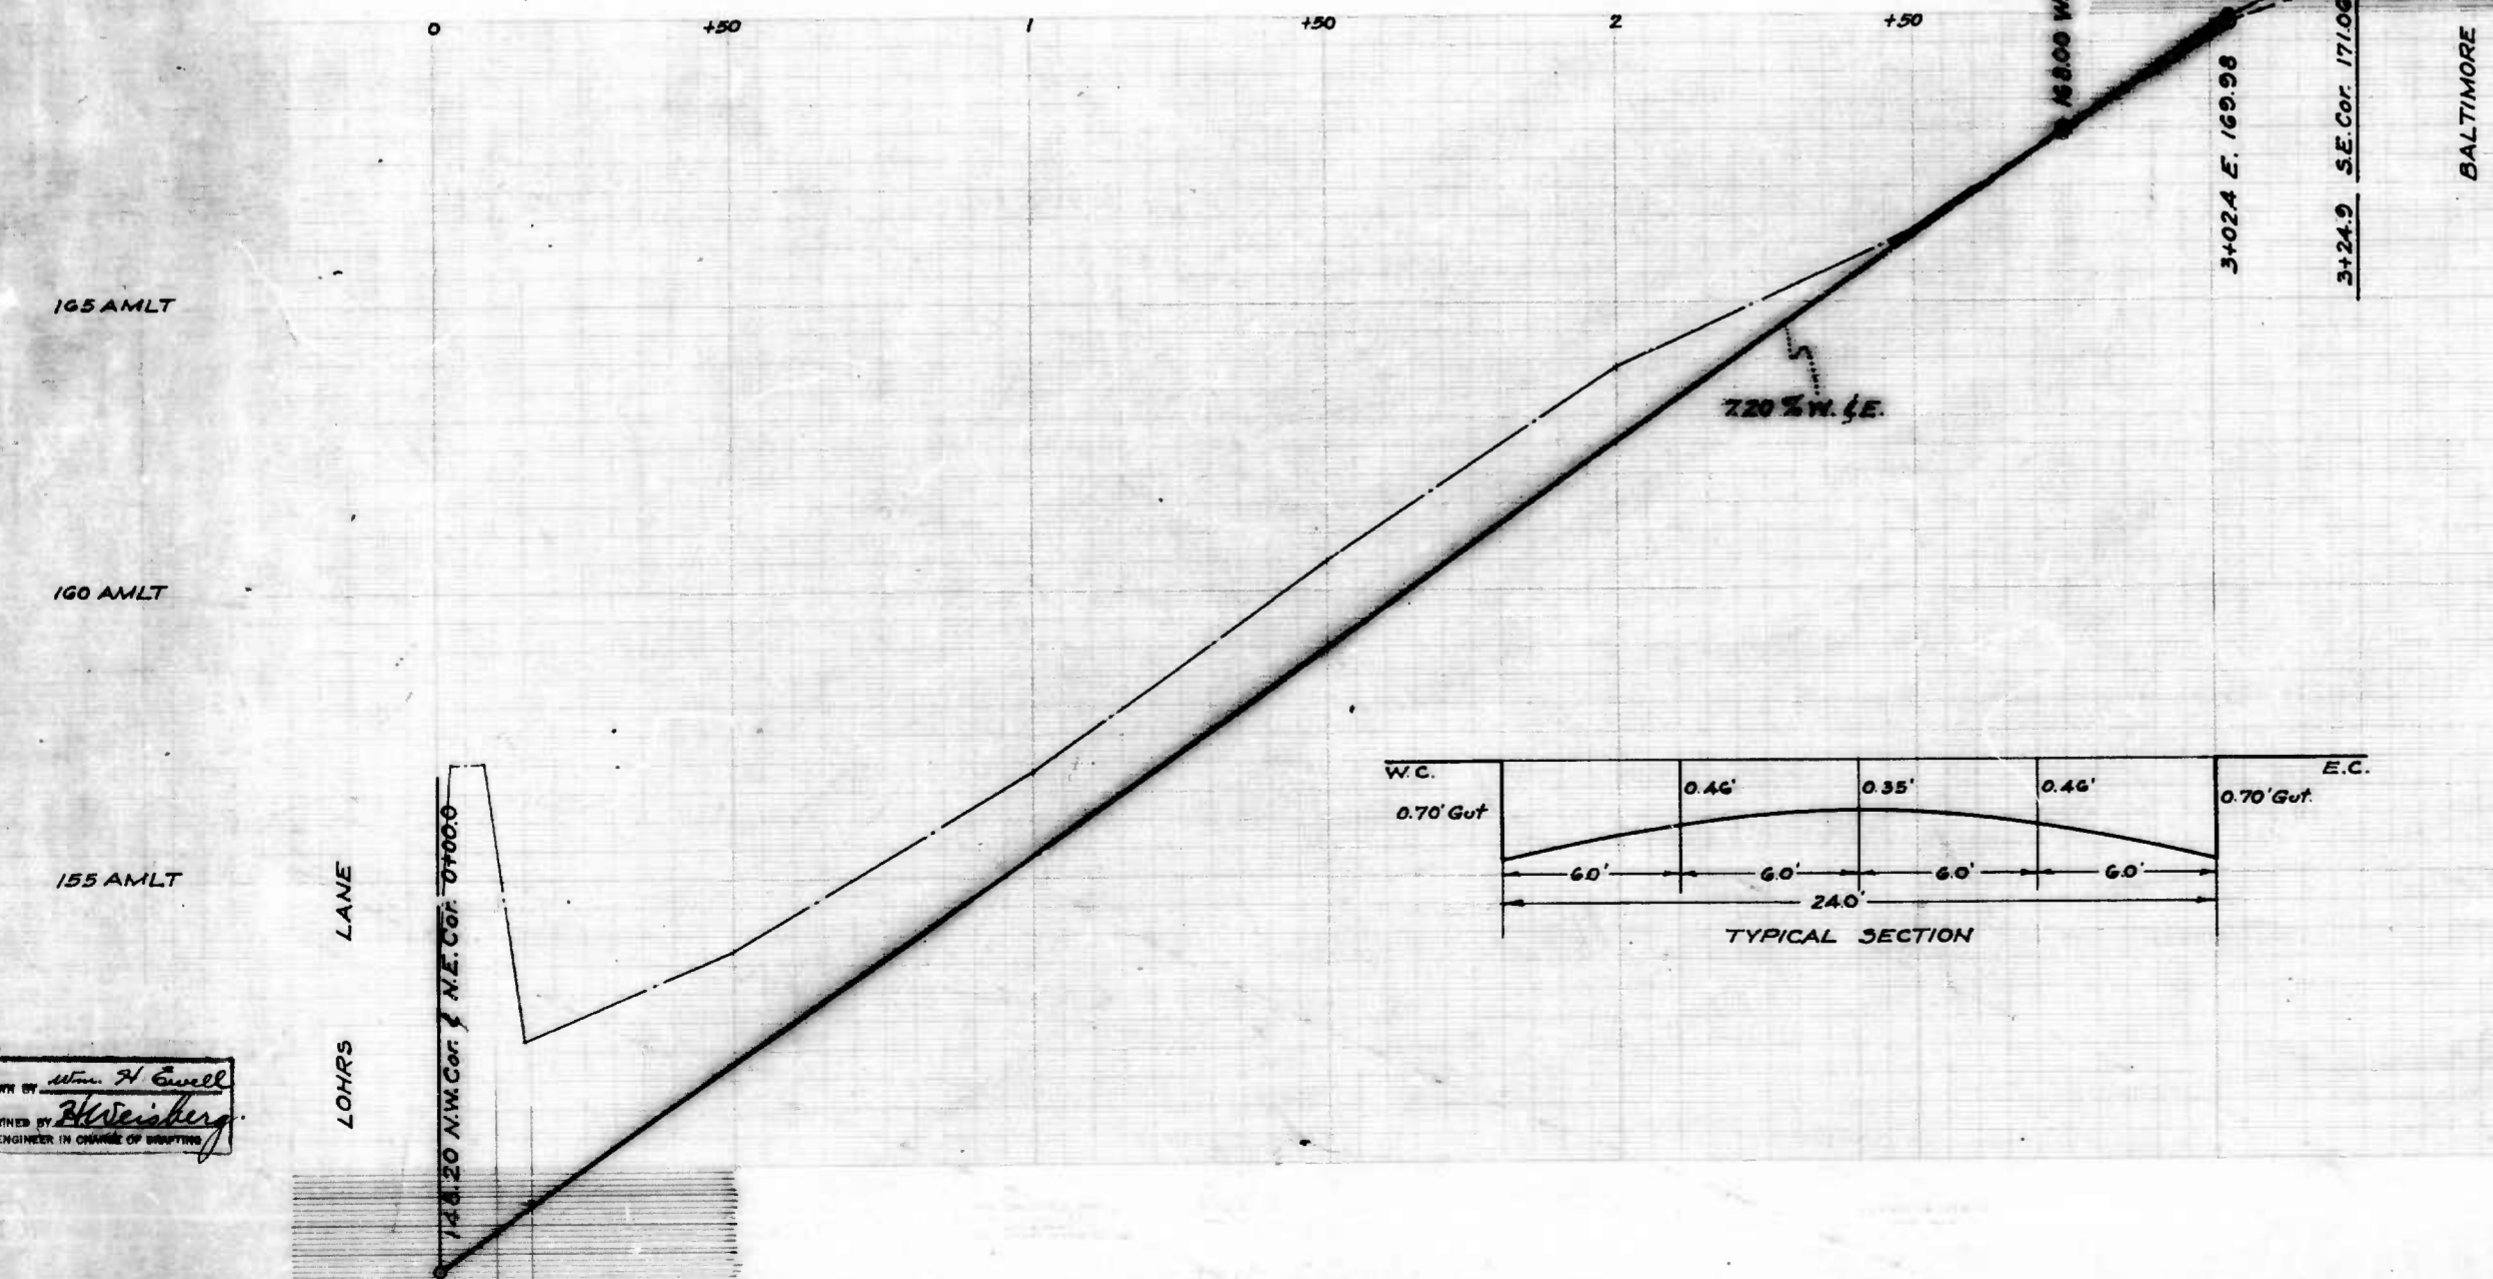 0 +50 1 +50 2 +50
168.00 W
3+02.4 E. 169.98
3+24.9 S.E.Cor. 171.06
BALTIMORE
165 AMLT
7.20 % W. & E.
160 AMLT
W.C.
0.70' Gut
0.46'
0.35'
0.46'
E.C.
0.70' Gut.
6.0' 6.0' 6.0' 6.0'
24.0'
TYPICAL SECTION
155 AMLT
LOHRS LANE
148.20 N.W.Cor. & N.E.Cor. 0+00.0
BY Wm. H. Ewell
BY H Weisberg.
ENGINEER IN CHARGE OF DRAFTING